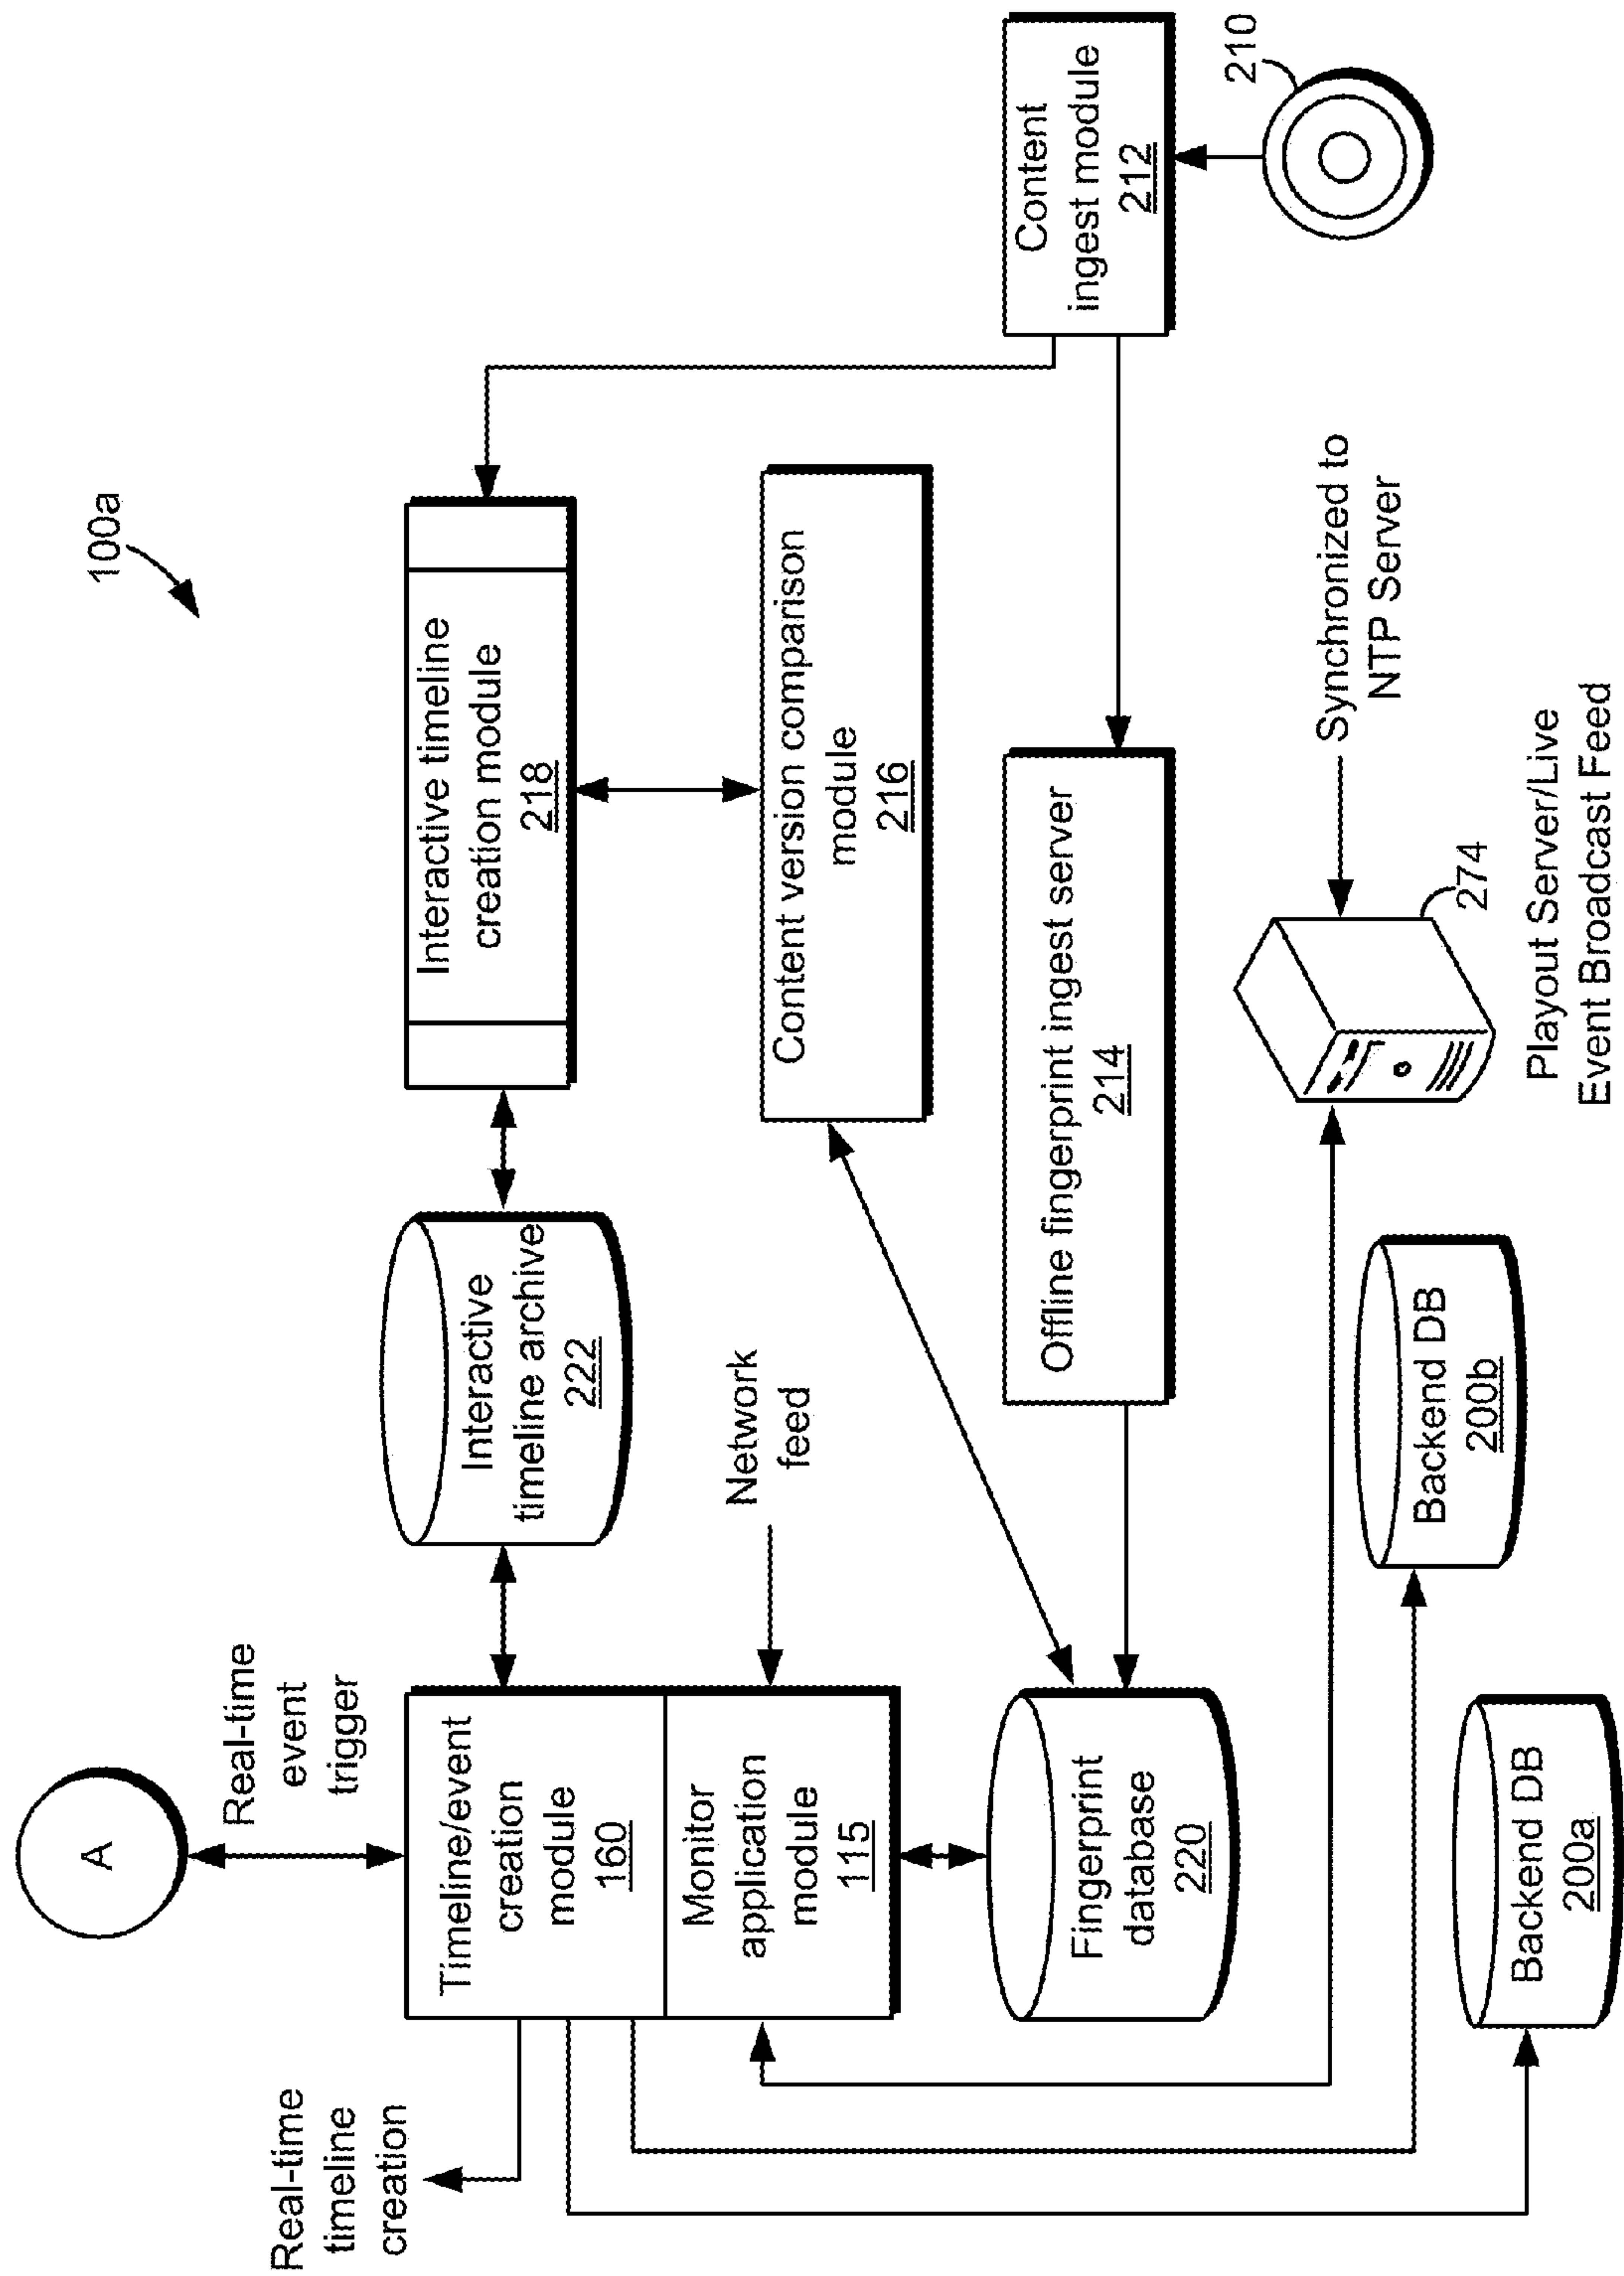 100a
A
Real-time
event
trigger
Real-time
timeline
creation
Timeline/event
creation
module
160
Monitor
application
module
115
Interactive
timeline archive
222
Interactive timeline
creation module
218
Network
feed
Content version comparison
module
216
Fingerprint
database
220
Offline fingerprint ingest server
214
Content
ingest module
212
210
Synchronized to
NTP Server
274
Playout Server/Live
Event Broadcast Feed
Backend DB
200b
Backend DB
200a